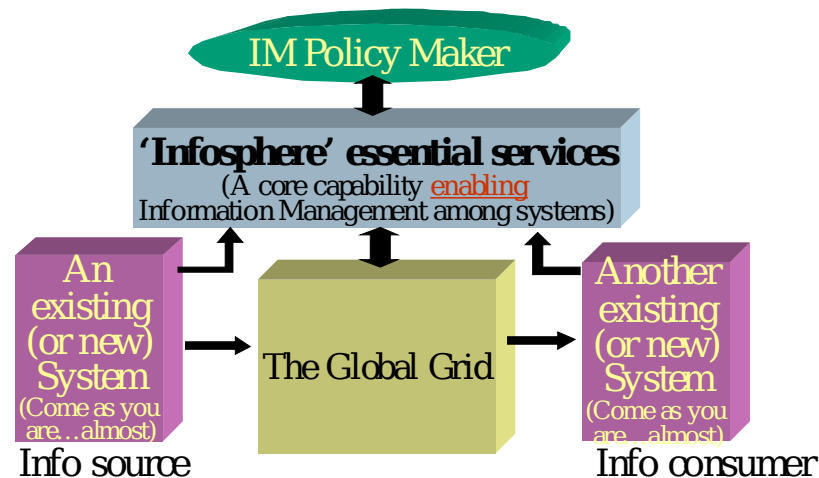 IM Policy Maker
‘Infosphere’ essential services
(A core capability enabling
Information Management among systems)
An
existing
(or new)
System
(Come as you
are…almost)
Info source
The Global Grid
Another
existing
(or new)
System
(Come as you
are…almost)
Info consumer